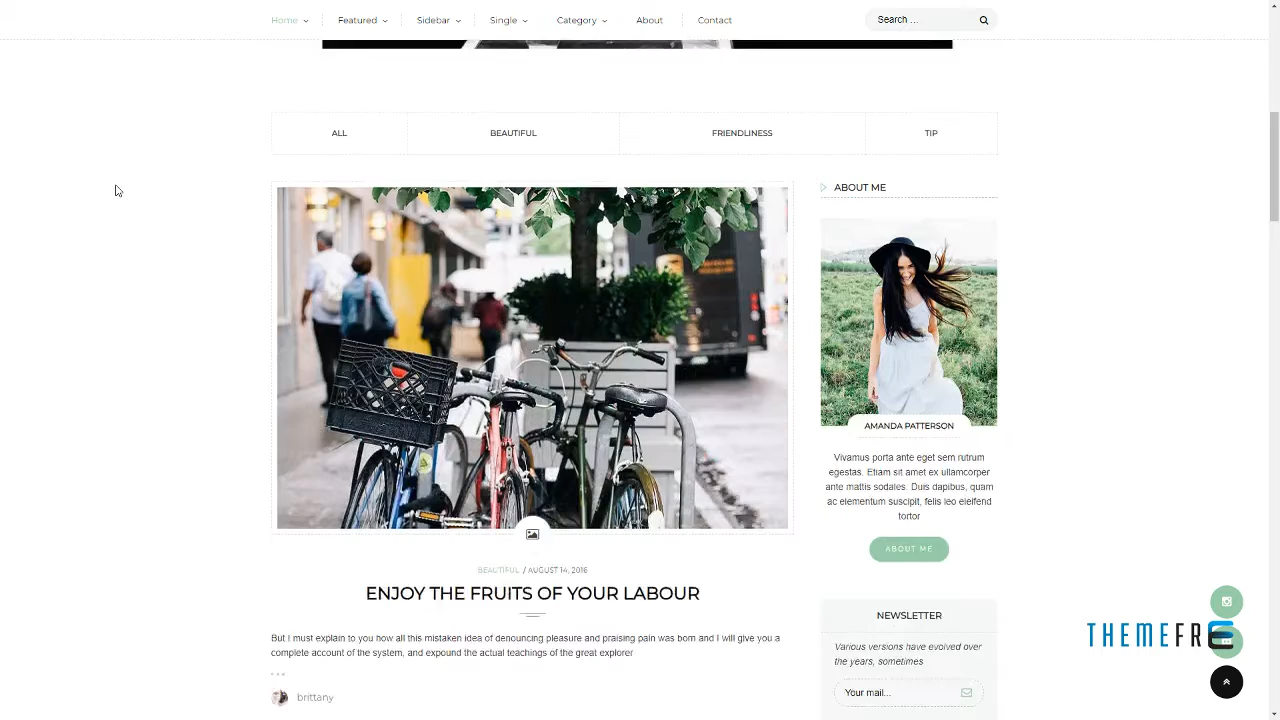 Home
Featured
Sidebar
Single
Category
About
Contact
Search ...
ALL
BEAUTIFUL
FRIENDLINESS
TIP
ABOUT ME
AMANDA PATTERSON
Vivamus porta ante eget sem rutrum
egestas. Etiam sit amet ex ullamcorper
ante mattis sodales. Duis dapibus, quam
ac elementum suscipit, felis leo eleifend
tortor
ABOUT ME
BEAUTIFUL / AUGUST 14, 2016
ENJOY THE FRUITS OF YOUR LABOUR
But I must explain to you how all this mistaken idea of denouncing pleasure and praising pain was born and I will give you a
complete account of the system, and expound the actual teachings of the great explorer
brittany
NEWSLETTER
Various versions have evolved over
the years, sometimes
Your mail...
THEMEFRE